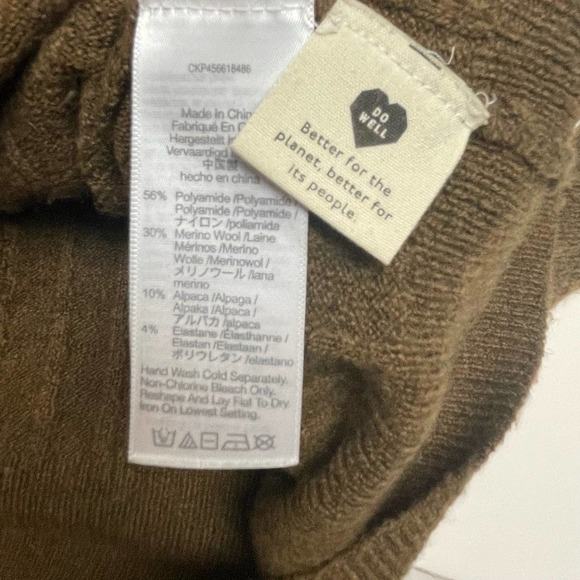 CKP456618486
Made In China
Fabriqué En
Hergestellt
Vervaardigd
中国製
hecho en china
56% Polyamide /Polyamide
Polyamide /Polyamide /
ナイロン /poliamida
30% Merino Wool /Laine
Mérinos /Merino
Wolle /Merinowol /
メリノウール /lana
merino
10% Alpaca /Alpaga /
Alpaka /Alpaca /
アルパカ /alpaca
4% Elastane /Élasthanne /
Elastan /Elastaan /
ポリウレタン /elastano
Hand Wash Cold Separately.
Non-Chlorine Bleach Only.
Reshape And Lay Flat To Dry
Iron On Lowest Setting.
DO
WELL
Better for the
planet, better for
its people.